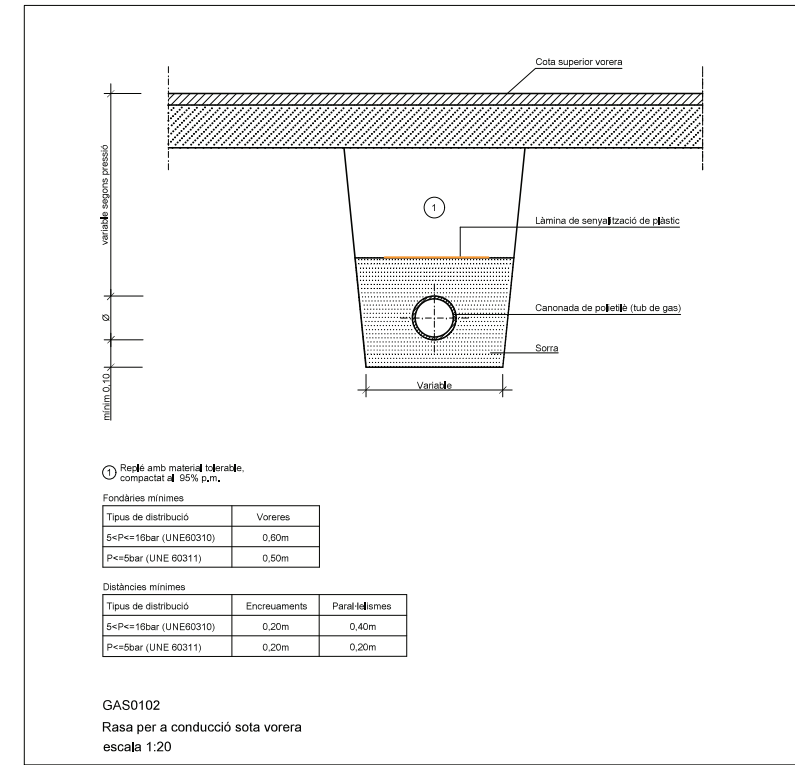 Cota superior vorera
variable segons pressió
1
Làmina de senyalització de plàstic
Ø
Canonada de polietilè (tub de gas)
Sorra
mínim 0,10
Variable
1 Replé amb material tolerable,
compactat al 95% p.m.
Fondàries mínimes
Tipus de distribució Voreres
5<P<=16bar (UNE60310) 0,60m
P<=5bar (UNE 60311) 0,50m
Distàncies mínimes
Tipus de distribució Encreuaments Paral·lelismes
5<P<=16bar (UNE60310) 0,20m 0,40m
P<=5bar (UNE 60311) 0,20m 0,20m
GAS0102
Rasa per a conducció sota vorera
escala 1:20